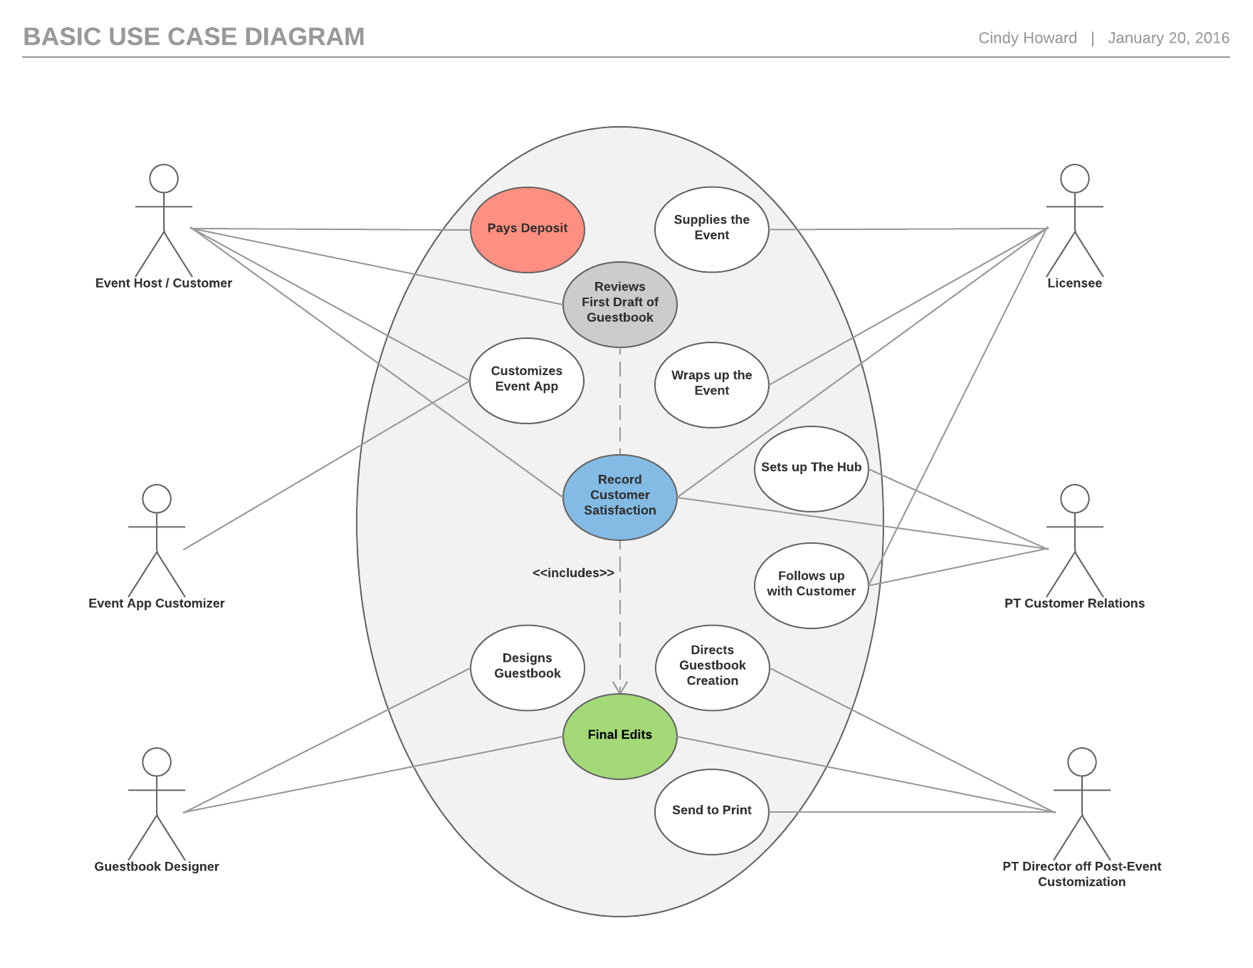 BASIC USE CASE DIAGRAM
Cindy Howard | January 20, 2016
Pays Deposit
Supplies the
Event
Event Host / Customer
Licensee
Reviews
First Draft of
Guestbook
Customizes
Event App
Wraps up the
Event
Sets up The Hub
Record
Customer
Satisfaction
<<includes>>
Follows up
with Customer
Event App Customizer
PT Customer Relations
Designs
Guestbook
Directs
Guestbook
Creation
Final Edits
Send to Print
Guestbook Designer
PT Director off Post-Event
Customization